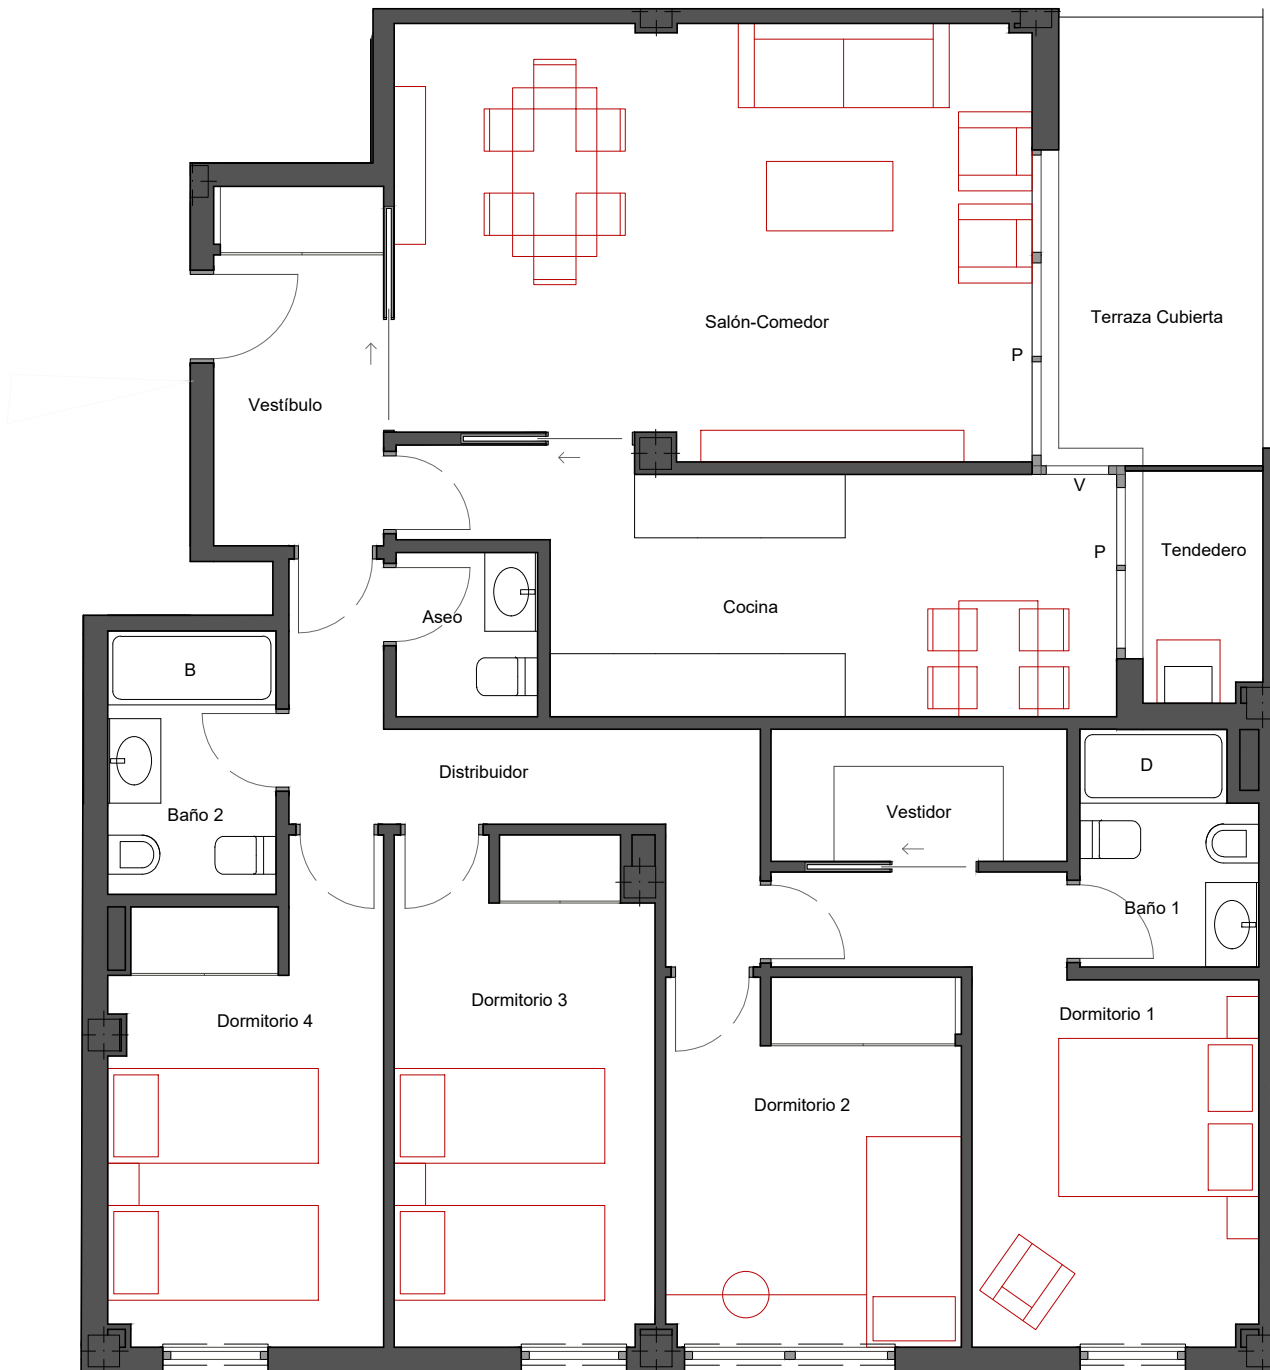 Salón-Comedor
Terraza Cubierta
P
Vestíbulo
V
P
Tendedero
Cocina
Aseo
B
Distribuidor
D
Vestidor
Baño 2
Baño 1
Dormitorio 3
Dormitorio 1
Dormitorio 4
Dormitorio 2